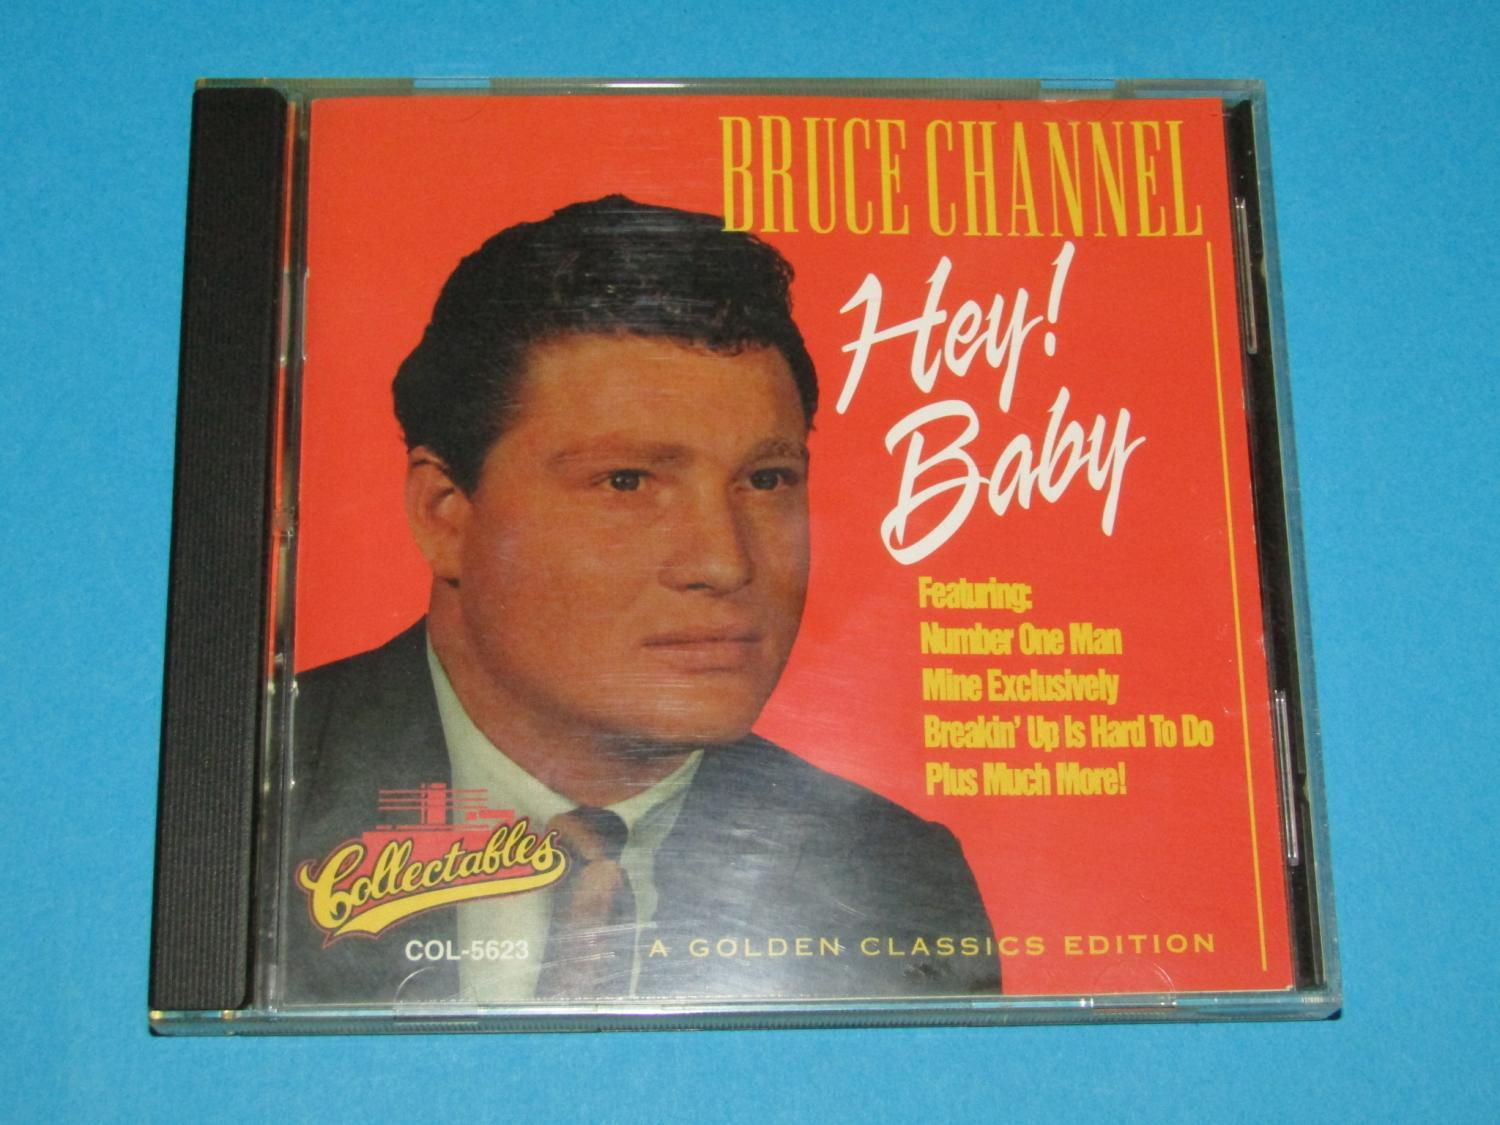 BRUCE CHANNEL
Hey!
Baby
Featuring:
Number One Man
Mine Exclusively
Breakin' Up Is Hard To Do
Plus Much More!
Collectables
COL-5623
A GOLDEN CLASSICS EDITION